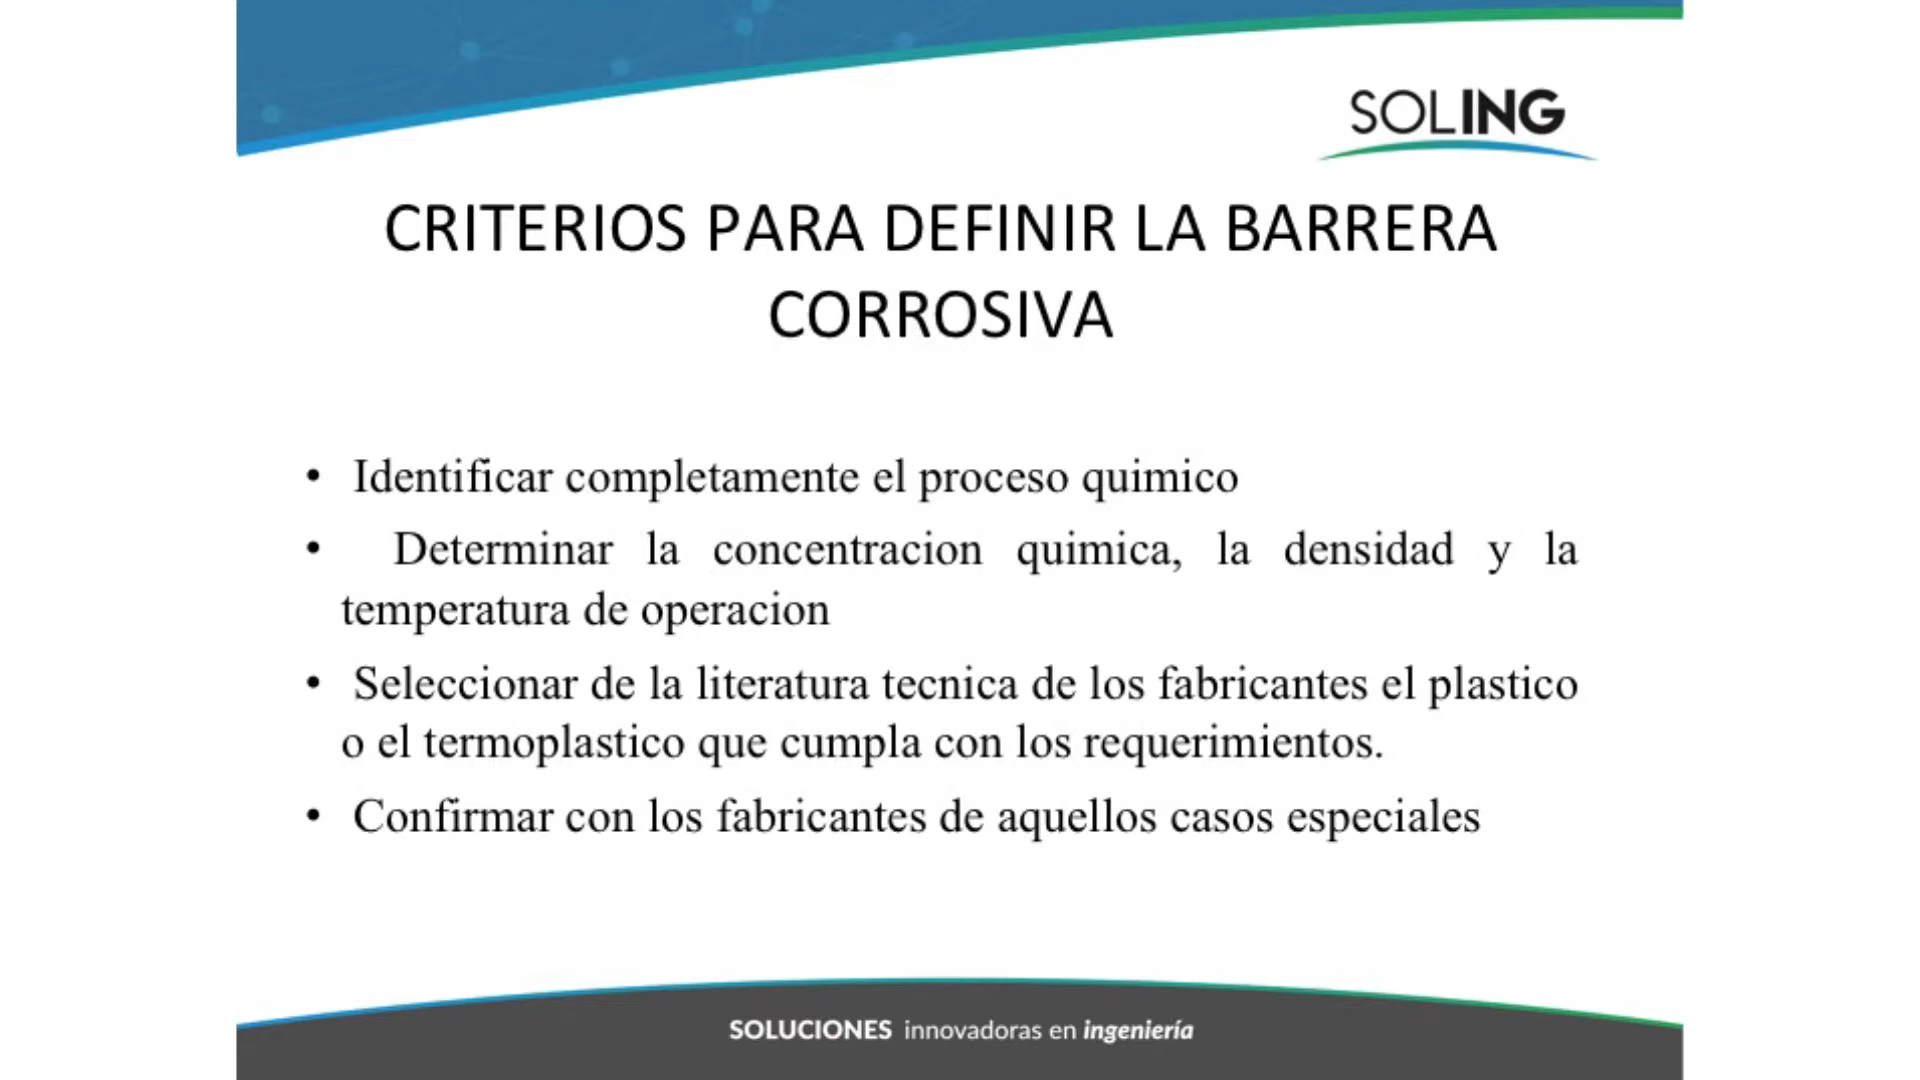 SOLING
CRITERIOS PARA DEFINIR LA BARRERA
CORROSIVA
• Identificar completamente el proceso quimico
• Determinar la concentracion quimica, la densidad y la
temperatura de operacion
• Seleccionar de la literatura tecnica de los fabricantes el plastico
o el termoplastico que cumpla con los requerimientos.
• Confirmar con los fabricantes de aquellos casos especiales
SOLUCIONES innovadoras en ingeniería